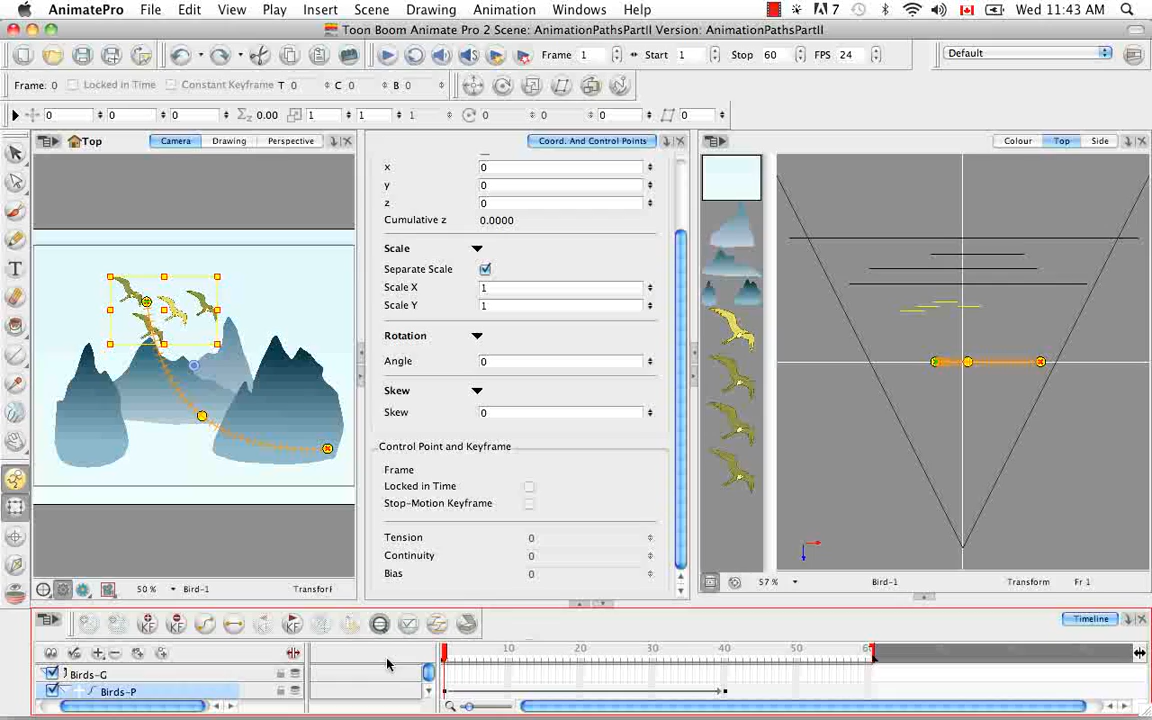 AnimatePro File Edit View Play Insert Scene Drawing Animation Windows Help 7 Wed 11:43 AM
Toon Boom Animate Pro 2 Scene: AnimationPathsPartII Version: AnimationPathsPartII
Frame 1 Start 1 Stop 60 FPS 24 Default
Frame: 0 Locked in Time Constant Keyframe T 0 C 0 B 0
0 0 0 Σz 0.00 1 1 1 0 0 0 0 0
Top Camera Drawing Perspective Coord. And Control Points Colour Top Side
x 0
y 0
z 0
Cumulative z 0.0000
Scale
Separate Scale
Scale X 1
Scale Y 1
Rotation
Angle 0
Skew
Skew 0
Control Point and Keyframe
Frame
Locked in Time
Stop-Motion Keyframe
Tension 0
Continuity 0
Bias 0
50 % Bird-1 Transform
57 % Bird-1 Transform Fr 1
Timeline
10 20 30 40 50 6
Birds-G
Birds-P